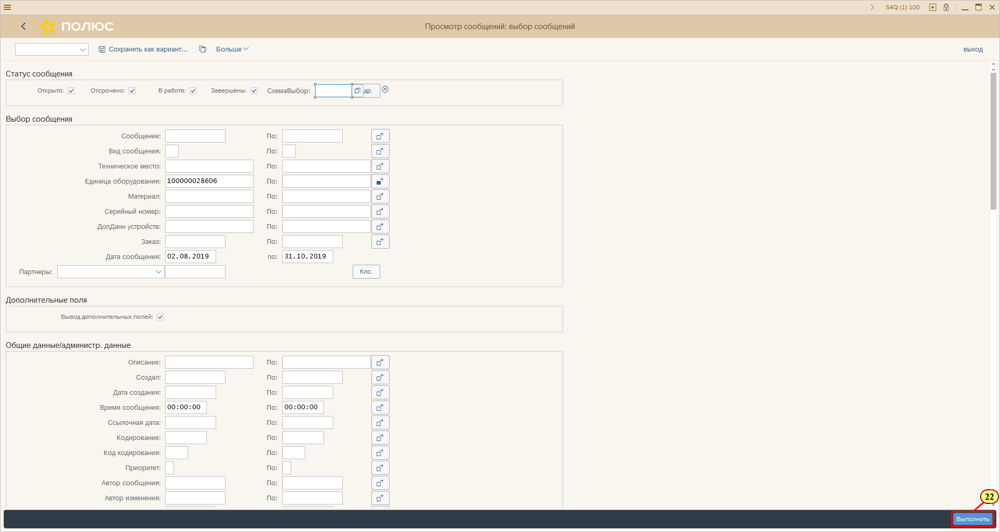 S4Q (1) 100
ПОЛЮС
Просмотр сообщений: выбор сообщений
Сохранить как вариант...
Больше
выход
Статус сообщения
Открыто: Отсрочено: В работе: Завершены: СхемаВыбор: др.
Выбор сообщения
Сообщение: По:
Вид сообщения: По:
Техническое место: По:
Единица оборудования: 100000028606 По:
Материал: По:
Серийный номер: По:
ДопДанн устройств: По:
Заказ: По:
Дата сообщения: 02.08.2019 по: 31.10.2019
Партнеры: Клс.
Дополнительные поля
Вывод дополнительных полей:
Общие данные/администр. данные
Описание: По:
Создал: По:
Дата создания: По:
Время сообщения: 00:00:00 По: 00:00:00
Ссылочная дата: По:
Кодирование: По:
Код кодирования: По:
Приоритет: По:
Автор сообщения: По:
Автор изменения: По:
22
Выполнить